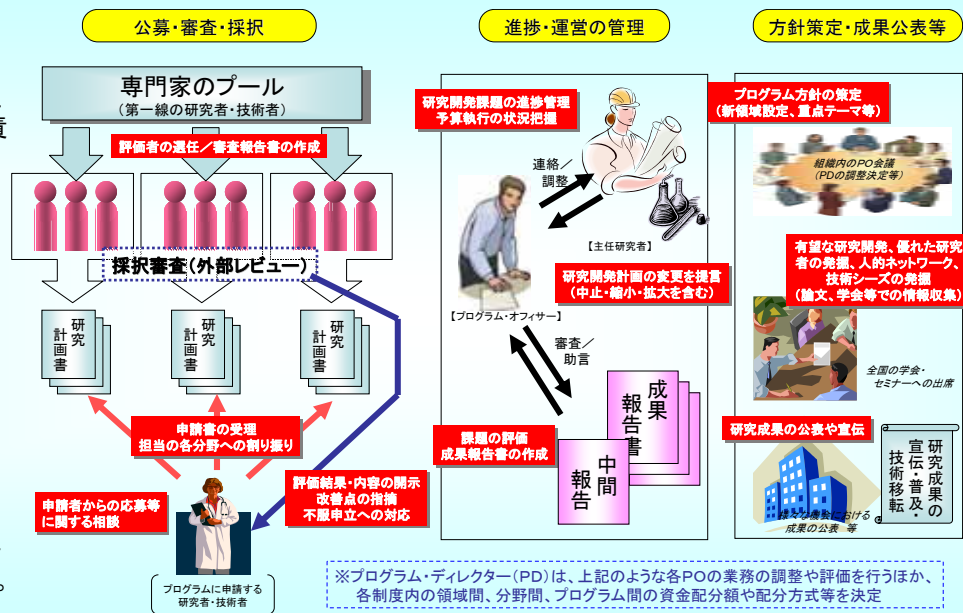 公募・審査・採択
専門家のプール
(第一線の研究者・技術者)
責
評価者の選任/審査報告書の作成
採択審査(外部レビュー)
研究
計画書
研究
計画書
研究
計画書
申請書の受理
担当の各分野への割り振り
申請者からの応募等
に関する相談
評価結果・内容の開示
改善点の指摘
不服申立への対応
プログラムに申請する
研究者・技術者
進捗・運営の管理
研究開発課題の進捗管理
予算執行の状況把握
連絡/
調整
【主任研究者】
研究開発計画の変更を提言
(中止・縮小・拡大を含む)
【プログラム・オフィサー】
審査/
助言
成果
報告書
課題の評価
成果報告書の作成
中間
報告
方針策定・成果公表等
プログラム方針の策定
(新領域設定、重点テーマ等)
組織内のPO会議
(PDの調整決定等)
有望な研究開発、優れた研究
者の発掘、人的ネットワーク、
技術シーズの発掘
(論文、学会等での情報収集)
全国の学会・
セミナーへの出席
研究成果の公表や宣伝
様々な機会における
成果の公表 等
研究成果の
宣伝・普及・
技術移転
※プログラム・ディレクター(PD)は、上記のような各POの業務の調整や評価を行うほか、
各制度内の領域間、分野間、プログラム間の資金配分額や配分方式等を決定
。